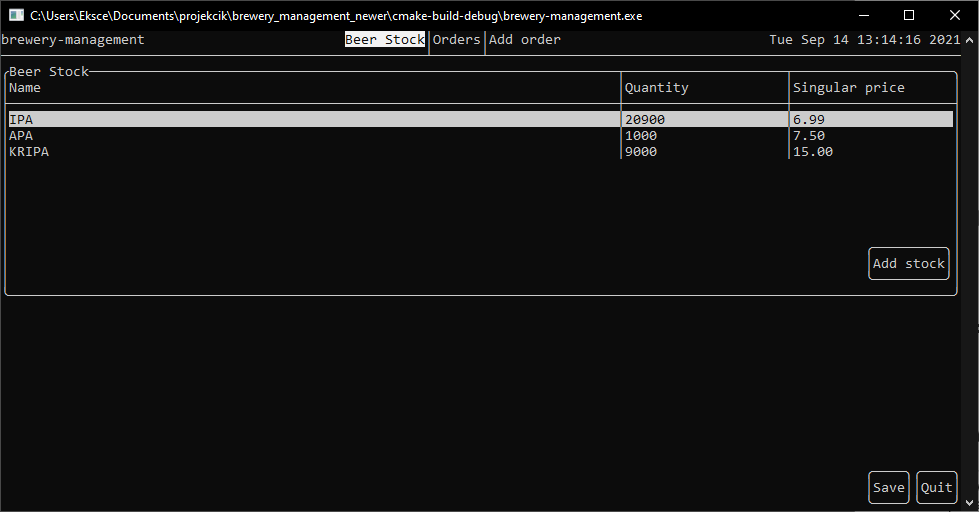 C:\Users\Eksce\Documents\projekcik\brewery_management_newer\cmake-build-debug\brewery-management.exe
brewery-management Beer Stock Orders Add order Tue Sep 14 13:14:16 2021
Beer Stock
Name Quantity Singular price
IPA 20900 6.99
APA 1000 7.50
KRIPA 9000 15.00
Add stock
Save Quit